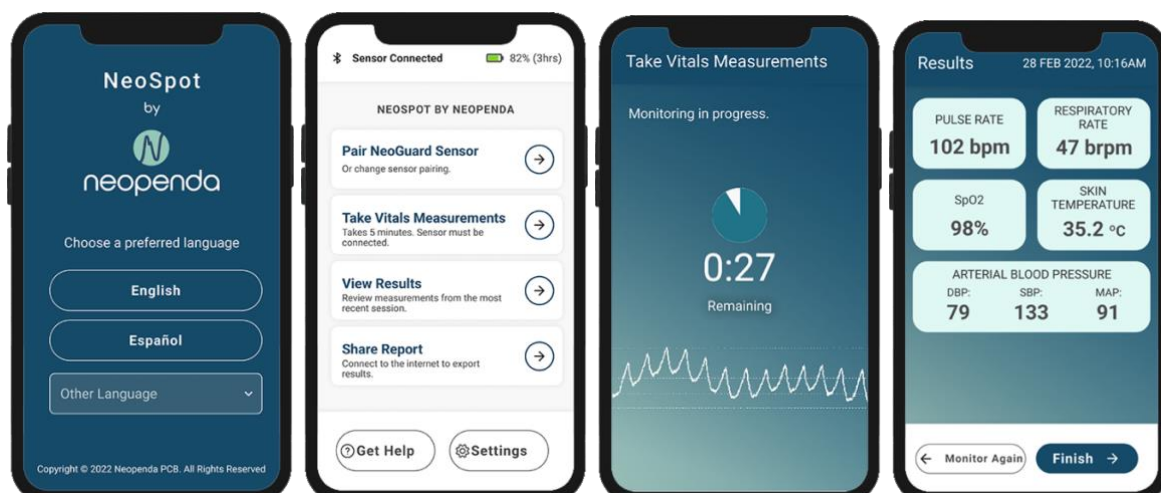 NeoSpot
by
neopenda
Choose a preferred language
English
Español
Other Language
Copyright © 2022 Neopenda PCB. All Rights Reserved
Sensor Connected 82% (3hrs)
NEOSPOT BY NEOPENDA
Pair NeoGuard Sensor
Or change sensor pairing.
Take Vitals Measurements
Takes 5 minutes. Sensor must be
connected.
View Results
Review measurements from the most
recent session.
Share Report
Connect to the internet to export
results.
Get Help Settings
Take Vitals Measurements
Monitoring in progress.
0:27
Remaining
Results 28 FEB 2022, 10:16AM
PULSE RATE
102 bpm
RESPIRATORY
RATE
47 brpm
SpO2
98%
SKIN
TEMPERATURE
35.2 °C
ARTERIAL BLOOD PRESSURE
DBP: SBP: MAP:
79 133 91
Monitor Again Finish